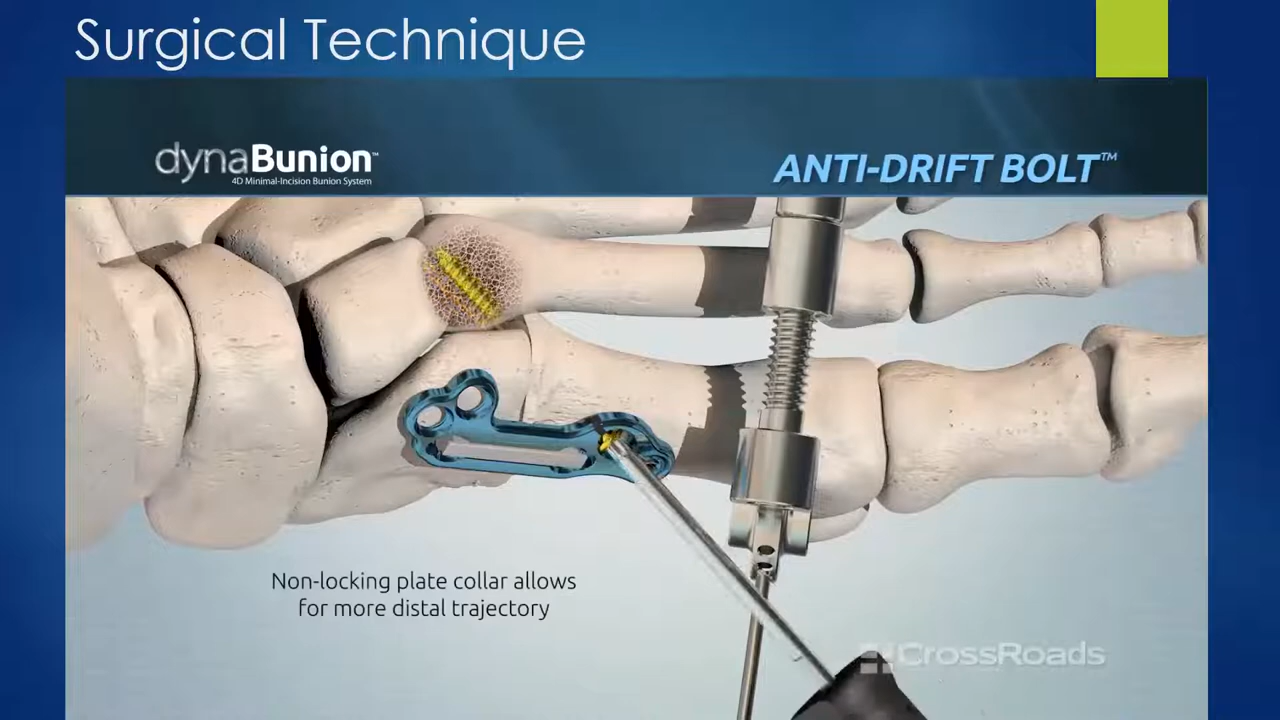 Surgical Technique
dynaBunion™
4D Minimal-Incision Bunion System
ANTI-DRIFT BOLT™
Non-locking plate collar allows
for more distal trajectory
CrossRoads